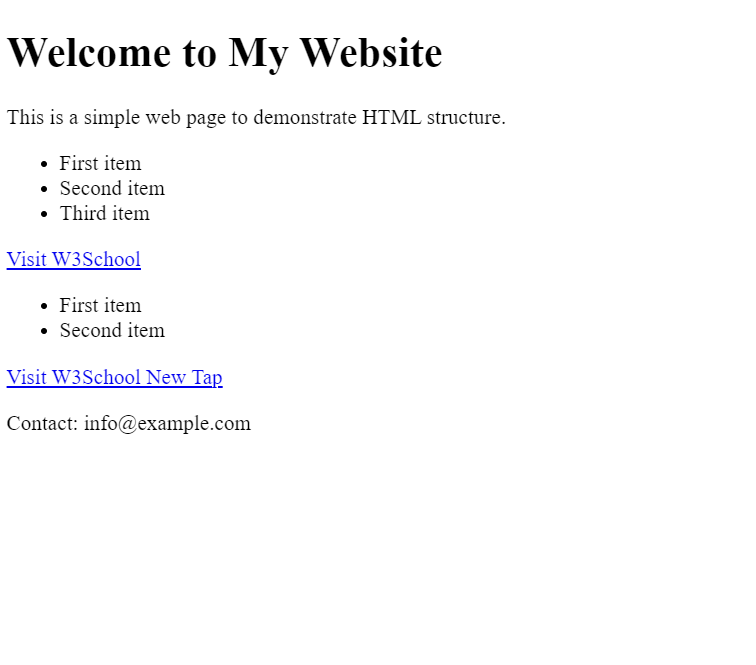 Welcome to My Website
This is a simple web page to demonstrate HTML structure.
First item
Second item
Third item
Visit W3School
First item
Second item
Visit W3School New Tap
Contact: info@example.com